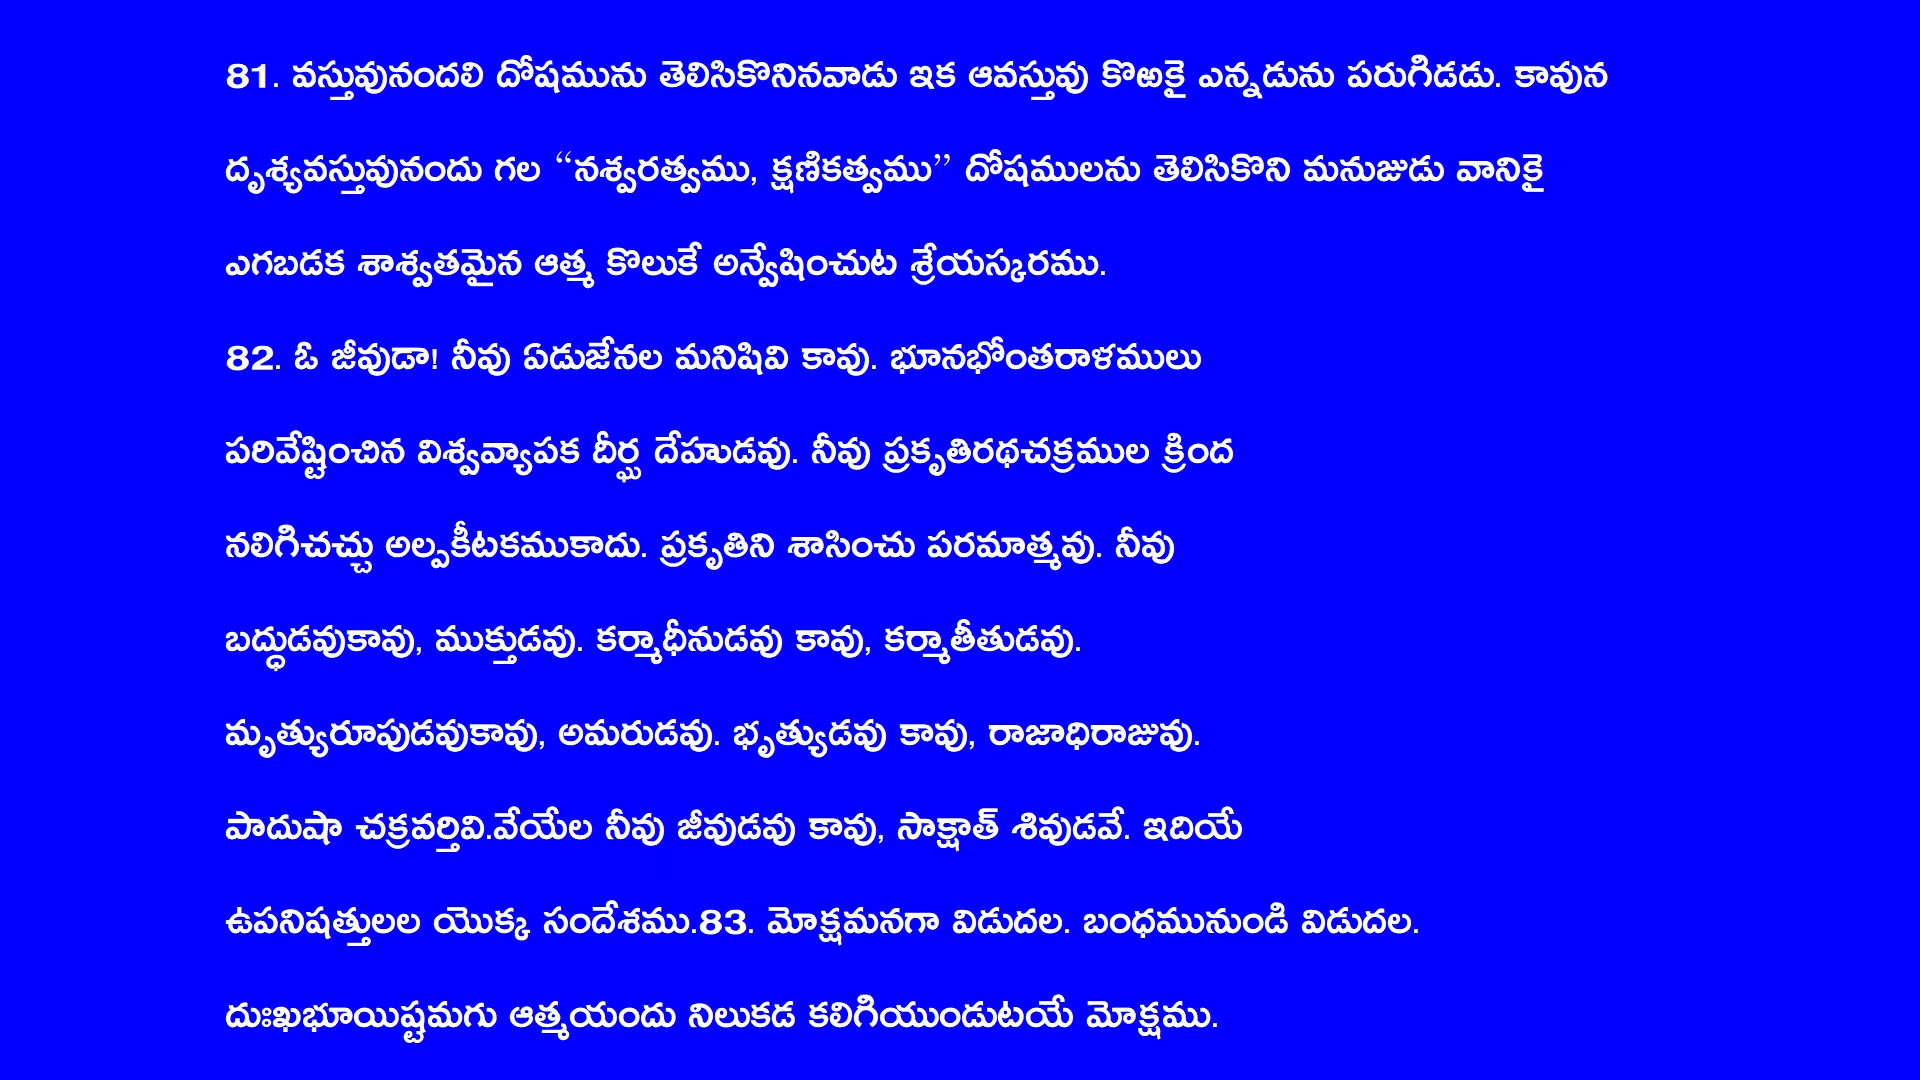 81. వస్తువునందలి దోషమును తెలిసికొనినవాడు ఇక ఆవస్తువు కొఱకై ఎన్నడును పరుగిడడు. కావున
దృశ్యవస్తువునందు గల “నశ్వరత్వము, క్షణికత్వము” దోషములను తెలిసికొని మనుజుడు వానికై
ఎగబడక శాశ్వతమైన ఆత్మ కొలుకే అన్వేషించుట శ్రేయస్కరము.
82. ఓ జీవుడా! నీవు ఏడుజేనల మనిషివి కావు. భూనభోంతరాళములు
పరివేష్టించిన విశ్వవ్యాపక దీర్ఘ దేహుడవు. నీవు ప్రకృతిరథచక్రముల క్రింద
నలిగిచచ్చు అల్పకీటకముకాదు. ప్రకృతిని శాసించు పరమాత్మవు. నీవు
బద్ధుడవుకావు, ముక్తుడవు. కర్మాధీనుడవు కావు, కర్మాతీతుడవు.
మృత్యురూపుడవుకావు, అమరుడవు. భృత్యుడవు కావు, రాజాధిరాజువు.
పాదుషా చక్రవర్తివి.వేయేల నీవు జీవుడవు కావు, సాక్షాత్ శివుడవే. ఇదియే
ఉపనిషత్తులల యొక్క సందేశము.83. మోక్షమనగా విడుదల. బంధమునుండి విడుదల.
దుఃఖభూయిష్టమగు ఆత్మయందు నిలుకడ కలిగియుండుటయే మోక్షము.